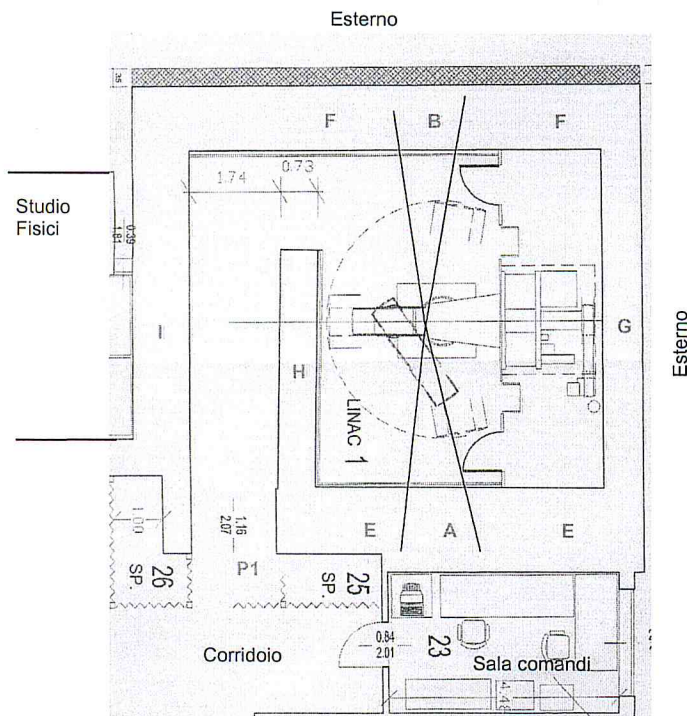 Esterno
35
F B F
1.74
0.73
Studio
Fisici
0.39
1.81
I
G
Esterno
H
LINAC 1
1.00
1.16
2.07
E A E
26
SP.
P1
25
SP.
0.84
2.01
23
Corridoio
Sala comandi